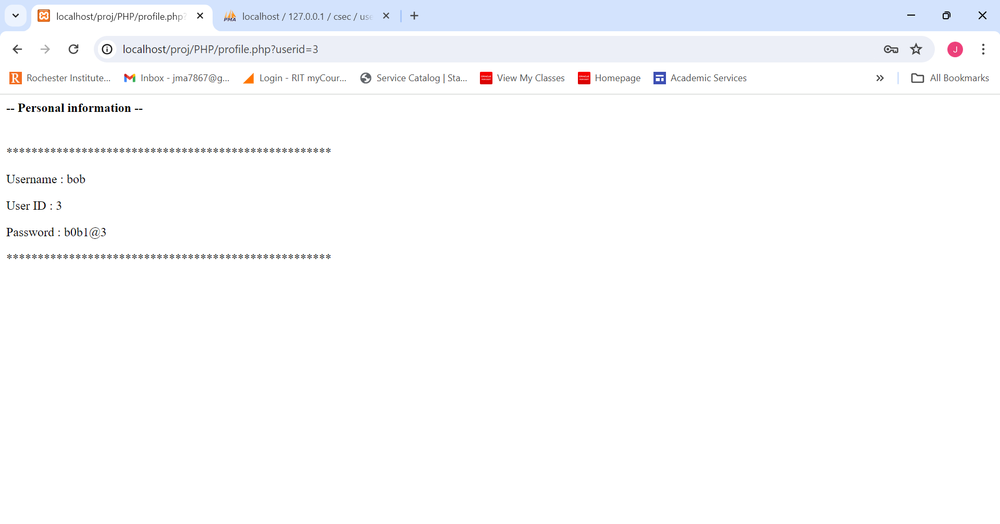 localhost/proj/PHP/profile.php?
localhost / 127.0.0.1 / csec / use
localhost/proj/PHP/profile.php?userid=3
J
R Rochester Institute...
Inbox - jma7867@g...
Login - RIT myCour...
Service Catalog | Sta...
View My Classes
Homepage
Academic Services
All Bookmarks
-- Personal information --
****************************************************
Username : bob
User ID : 3
Password : b0b1@3
****************************************************